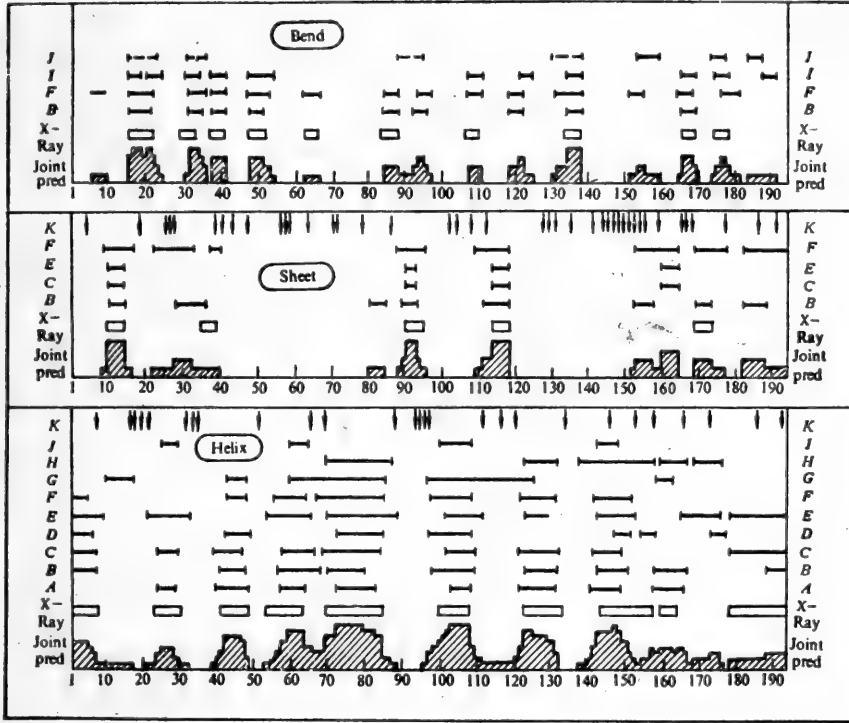 Bend
J J
I I
F F
B B
X– X–
Ray Ray
Joint Joint
pred pred
1 10 20 30 40 50 60 70 80 90 100 110 120 130 140 150 160 170 180 190
K K
F F
E E
Sheet
C C
B B
X– X–
Ray Ray
Joint Joint
pred pred
1 10 20 30 40 50 60 70 80 90 100 110 120 130 140 150 160 170 180 190
K K
J J
Helix
H H
G G
F F
E E
D D
C C
B B
A A
X– X–
Ray Ray
Joint Joint
pred pred
1 10 20 30 40 50 60 70 80 90 100 110 120 130 140 150 160 170 180 190